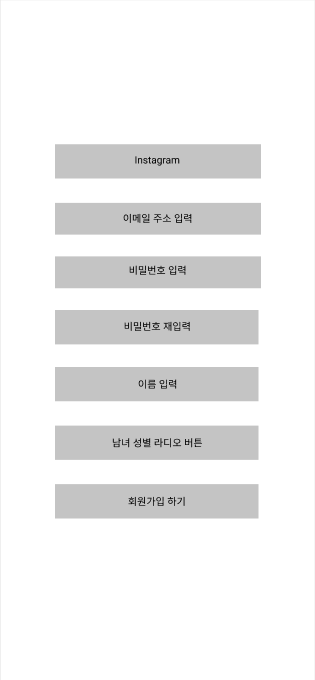 Instagram
이메일 주소 입력
비밀번호 입력
비밀번호 재입력
이름 입력
남녀 성별 라디오 버튼
회원가입 하기